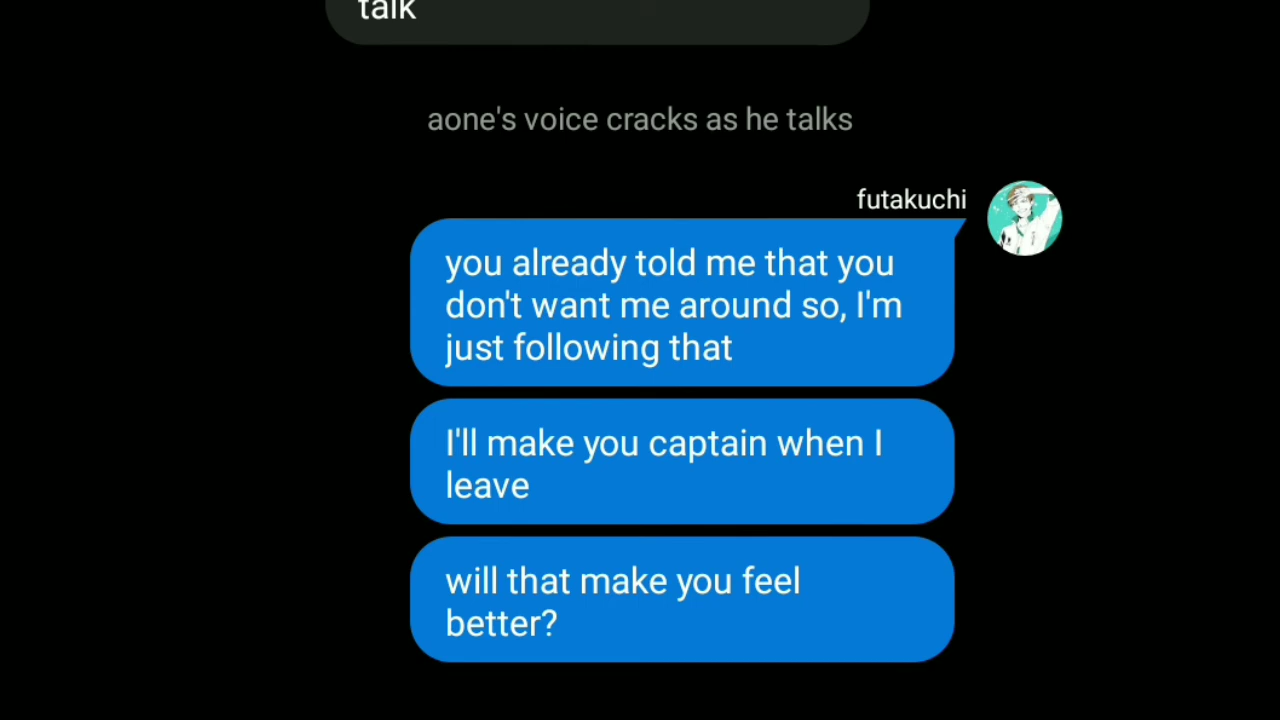 talk
aone's voice cracks as he talks
futakuchi
you already told me that you
don't want me around so, I'm
just following that
I'll make you captain when I
leave
will that make you feel
better?